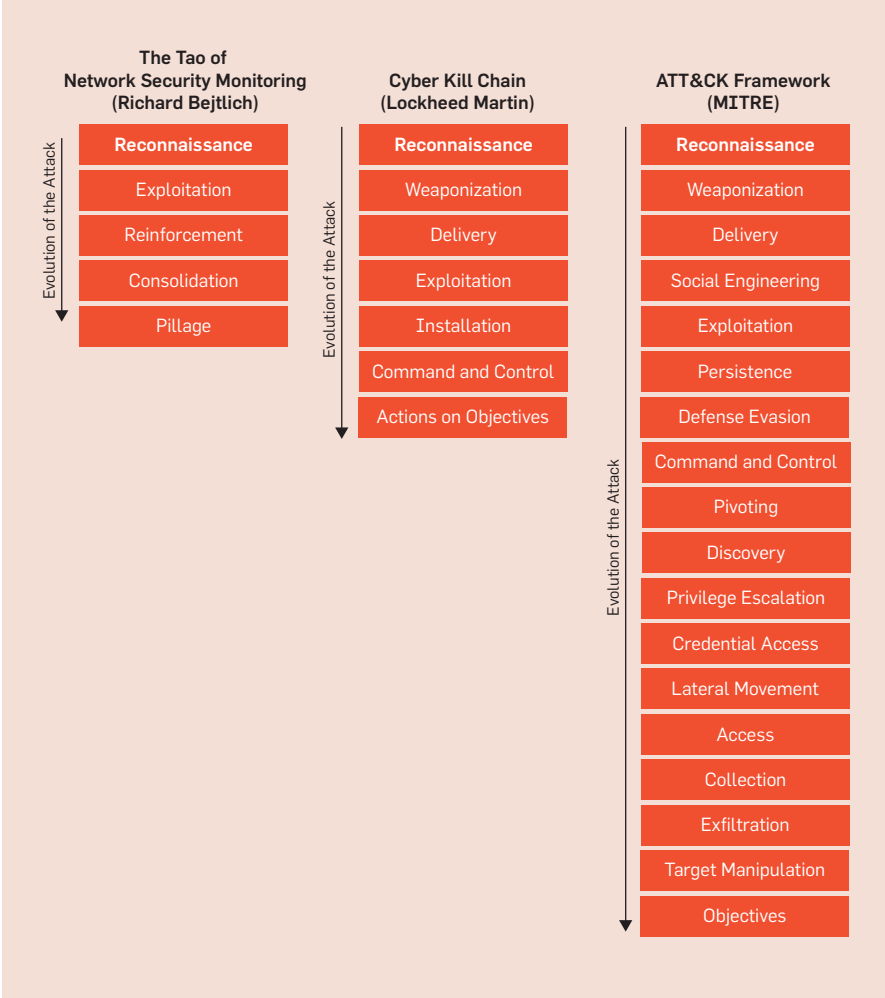 The Tao of
Network Security Monitoring
(Richard Bejtlich)
Evolution of the Attack
Reconnaissance
Exploitation
Reinforcement
Consolidation
Pillage
Cyber Kill Chain
(Lockheed Martin)
Evolution of the Attack
Reconnaissance
Weaponization
Delivery
Exploitation
Installation
Command and Control
Actions on Objectives
ATT&CK Framework
(MITRE)
Evolution of the Attack
Reconnaissance
Weaponization
Delivery
Social Engineering
Exploitation
Persistence
Defense Evasion
Command and Control
Pivoting
Discovery
Privilege Escalation
Credential Access
Lateral Movement
Access
Collection
Exfiltration
Target Manipulation
Objectives